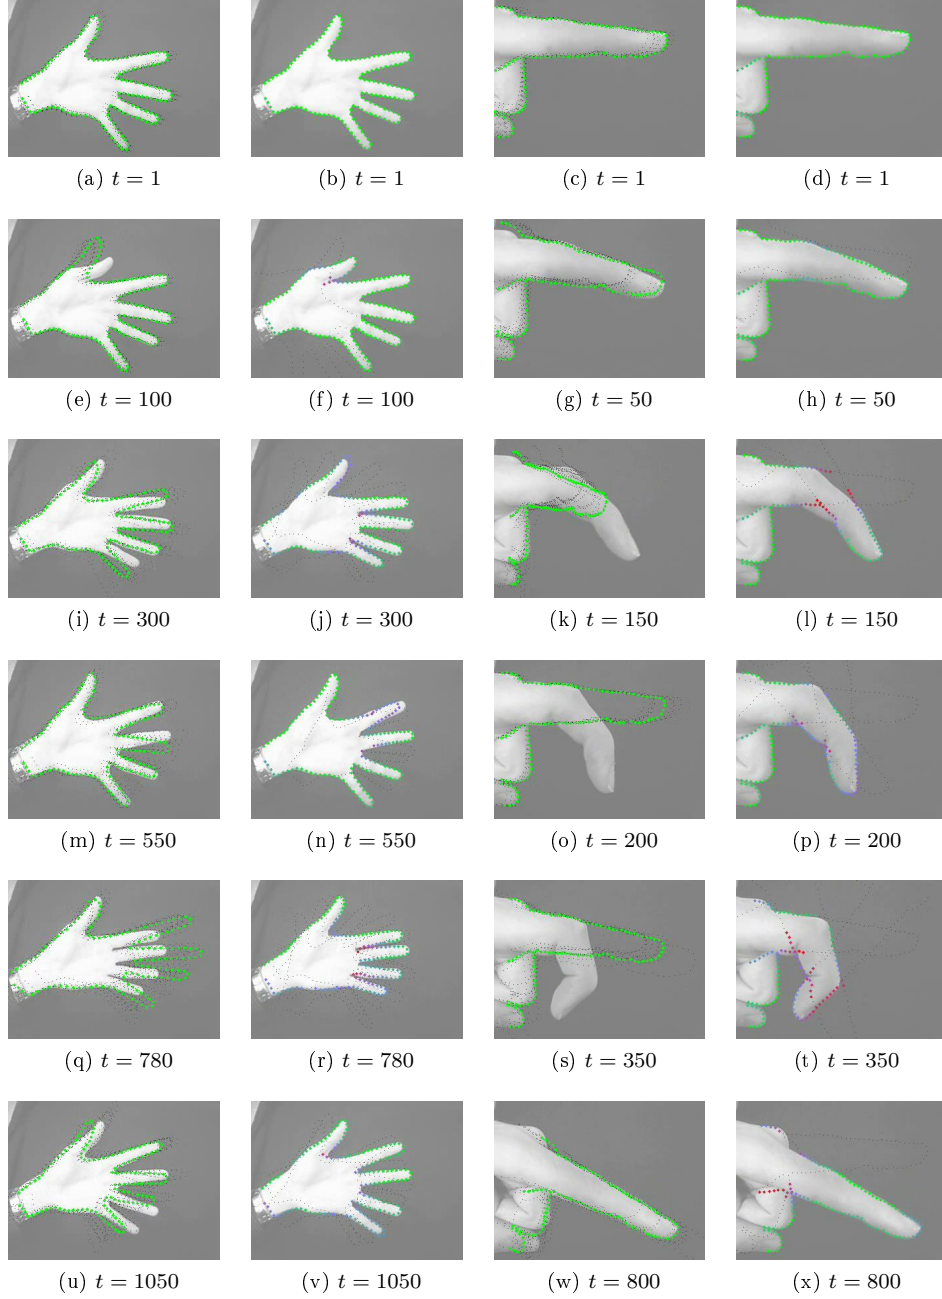 (a) t = 1 (b) t = 1 (c) t = 1 (d) t = 1
(e) t = 100 (f) t = 100 (g) t = 50 (h) t = 50
(i) t = 300 (j) t = 300 (k) t = 150 (l) t = 150
(m) t = 550 (n) t = 550 (o) t = 200 (p) t = 200
(q) t = 780 (r) t = 780 (s) t = 350 (t) t = 350
(u) t = 1050 (v) t = 1050 (w) t = 800 (x) t = 800